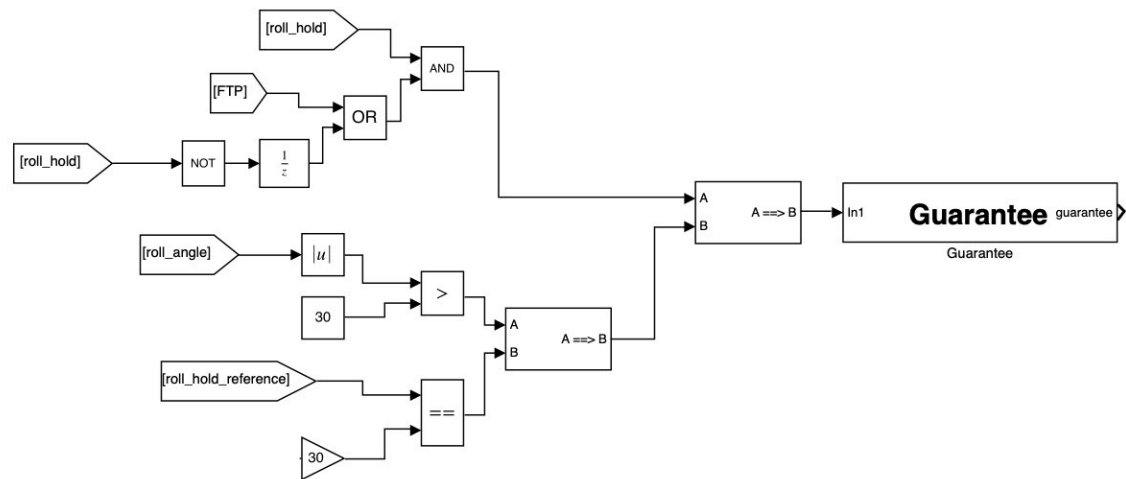 [roll_hold]
AND
[FTP]
OR
[roll_hold]
NOT
1
z
A
B
A ==> B
In1
Guarantee
guarantee
Guarantee
[roll_angle]
|u|
>
30
A
B
A ==> B
[roll_hold_reference]
==
30